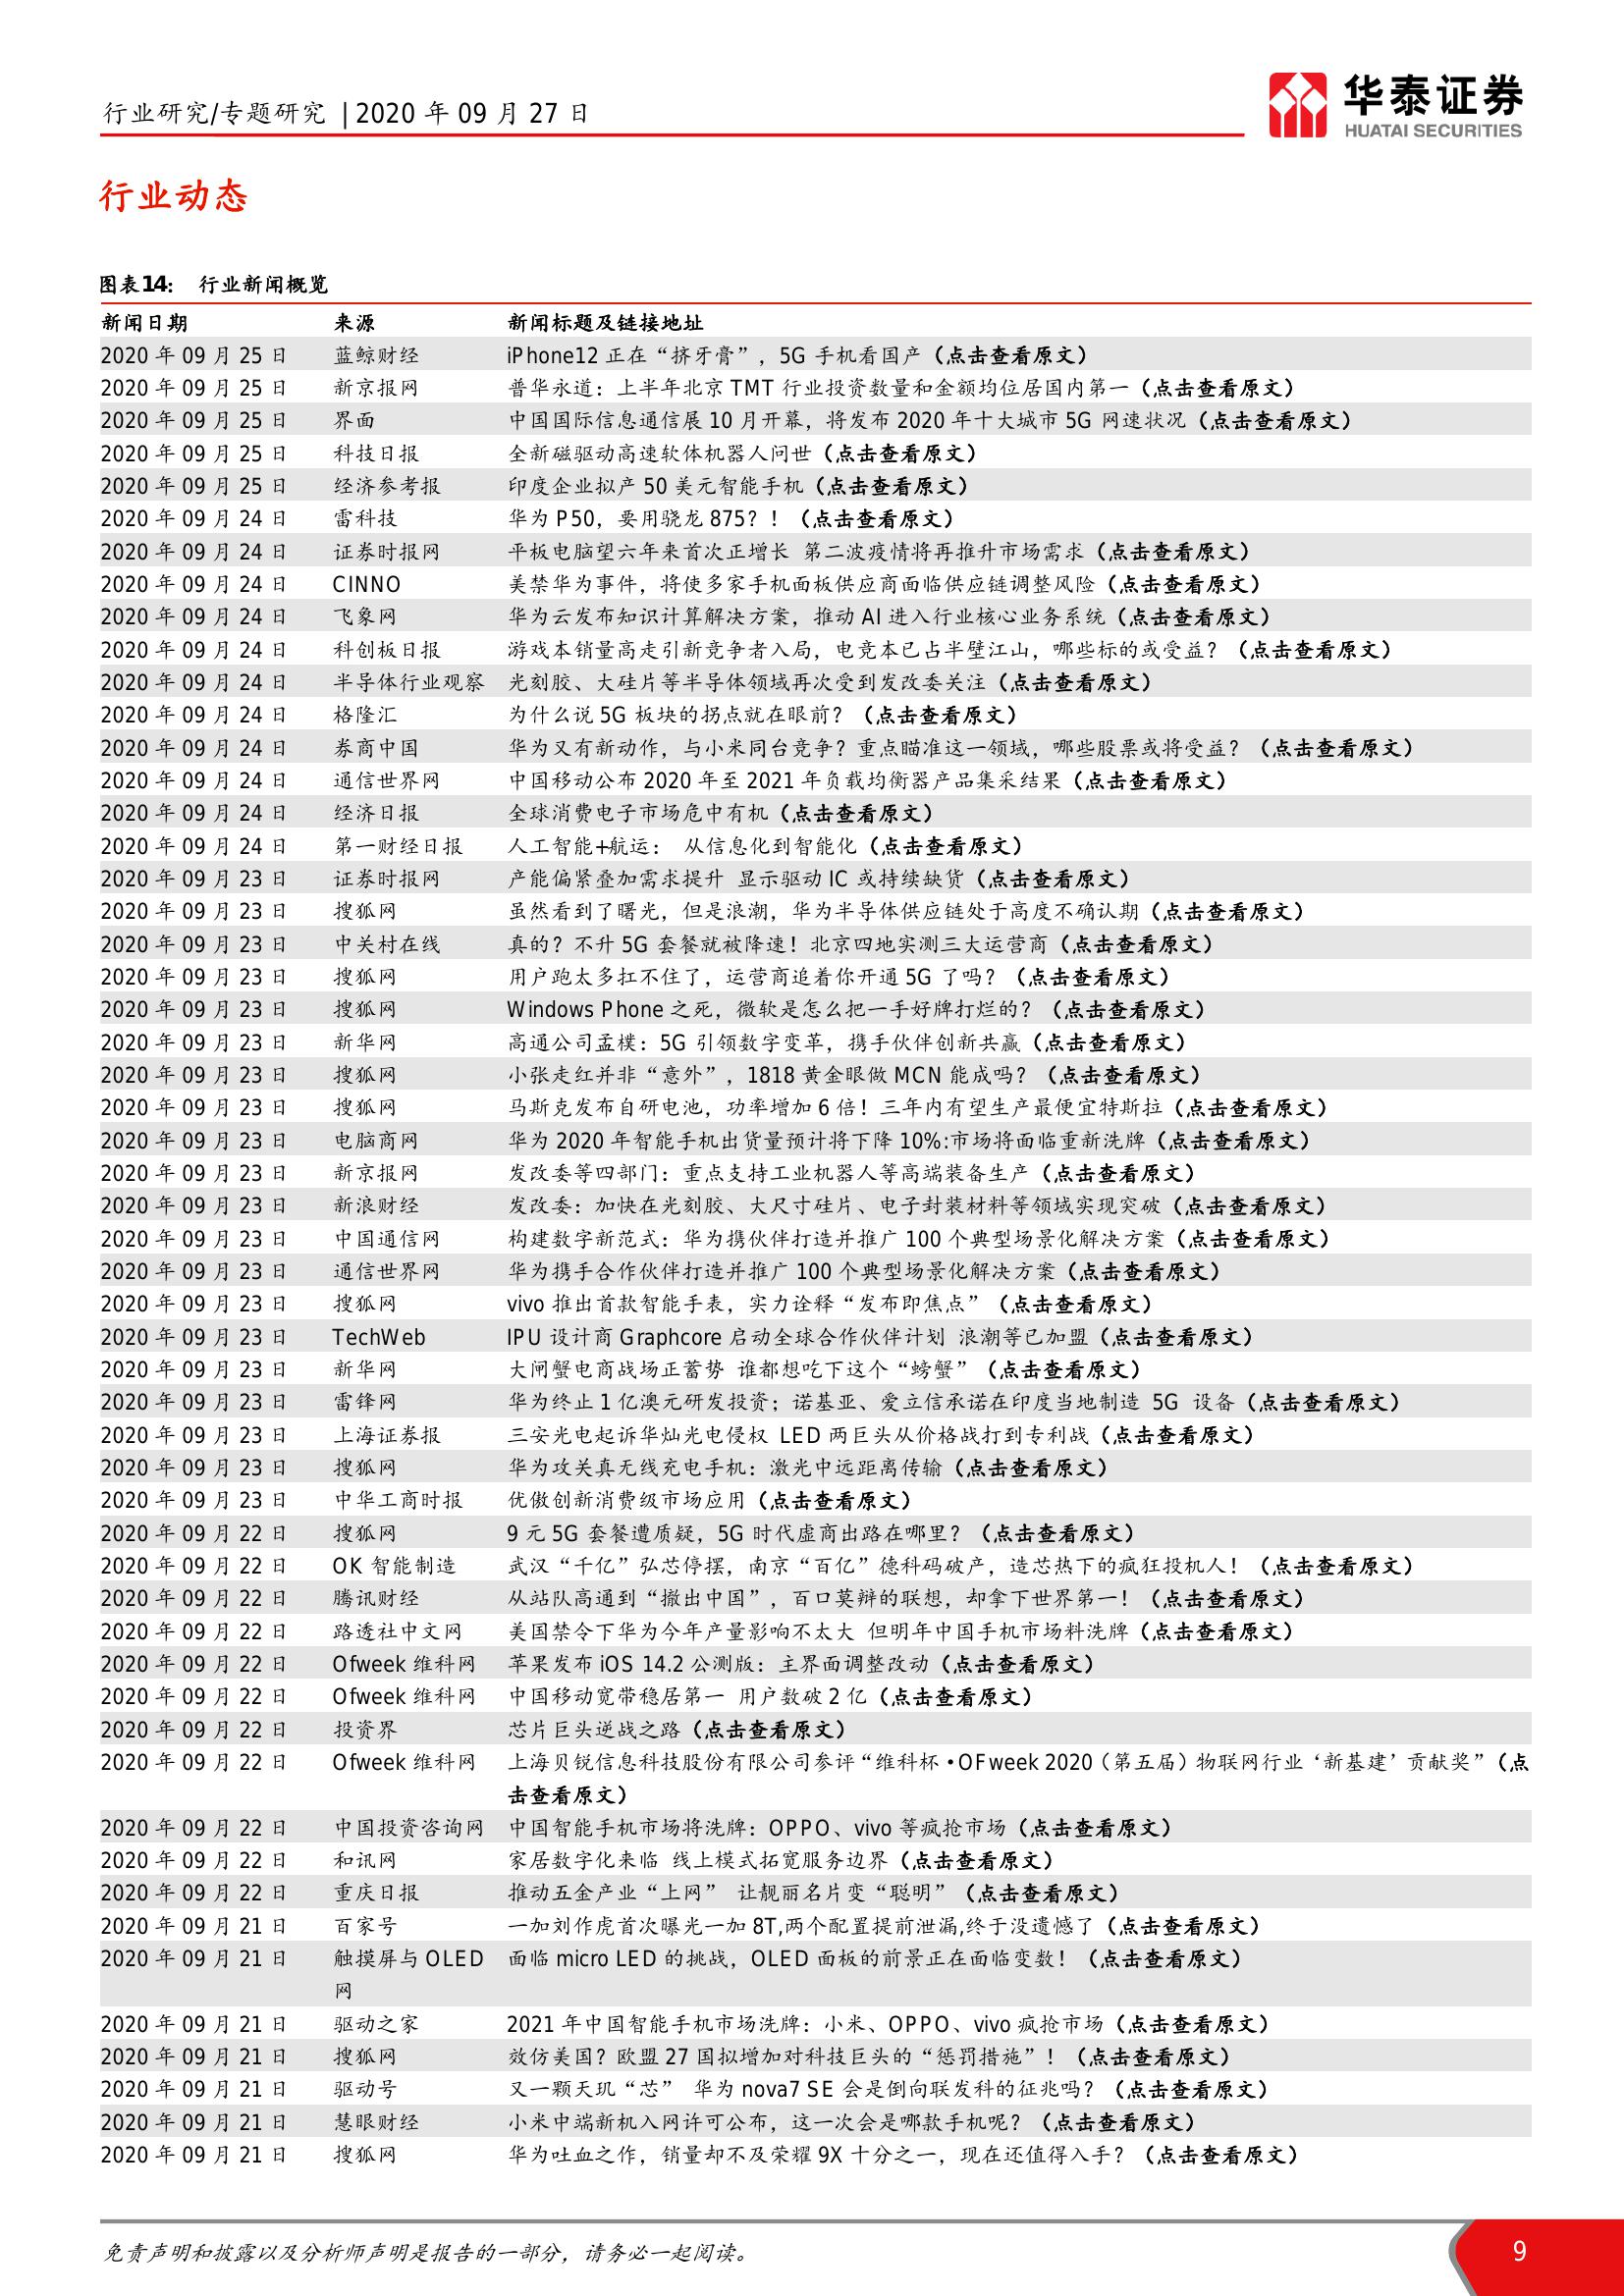 行业研究/专题研究 | 2020 年 09 月 27 日
华泰证券
HUATAI SECURITIES
行业动态
图表14： 行业新闻概览
新闻日期 来源 新闻标题及链接地址
2020 年 09 月 25 日 蓝鲸财经 iPhone12 正在“挤牙膏”，5G 手机看国产（点击查看原文）
2020 年 09 月 25 日 新京报网 普华永道：上半年北京 TMT 行业投资数量和金额均位居国内第一（点击查看原文）
2020 年 09 月 25 日 界面 中国国际信息通信展 10 月开幕，将发布 2020 年十大城市 5G 网速状况（点击查看原文）
2020 年 09 月 25 日 科技日报 全新磁驱动高速软体机器人问世（点击查看原文）
2020 年 09 月 25 日 经济参考报 印度企业拟产 50 美元智能手机（点击查看原文）
2020 年 09 月 24 日 雷科技 华为 P50，要用骁龙 875？！（点击查看原文）
2020 年 09 月 24 日 证券时报网 平板电脑望六年来首次正增长 第二波疫情将再推升市场需求（点击查看原文）
2020 年 09 月 24 日 CINNO 美禁华为事件，将使多家手机面板供应商面临供应链调整风险（点击查看原文）
2020 年 09 月 24 日 飞象网 华为云发布知识计算解决方案，推动 AI 进入行业核心业务系统（点击查看原文）
2020 年 09 月 24 日 科创板日报 游戏本销量高走引新竞争者入局，电竞本已占半壁江山，哪些标的或受益？（点击查看原文）
2020 年 09 月 24 日 半导体行业观察 光刻胶、大硅片等半导体领域再次受到发改委关注（点击查看原文）
2020 年 09 月 24 日 格隆汇 为什么说 5G 板块的拐点就在眼前？（点击查看原文）
2020 年 09 月 24 日 券商中国 华为又有新动作，与小米同台竞争？重点瞄准这一领域，哪些股票或将受益？（点击查看原文）
2020 年 09 月 24 日 通信世界网 中国移动公布 2020 年至 2021 年负载均衡器产品集采结果（点击查看原文）
2020 年 09 月 24 日 经济日报 全球消费电子市场危中有机（点击查看原文）
2020 年 09 月 24 日 第一财经日报 人工智能+航运： 从信息化到智能化（点击查看原文）
2020 年 09 月 23 日 证券时报网 产能偏紧叠加需求提升 显示驱动 IC 或持续缺货（点击查看原文）
2020 年 09 月 23 日 搜狐网 虽然看到了曙光，但是浪潮，华为半导体供应链处于高度不确认期（点击查看原文）
2020 年 09 月 23 日 中关村在线 真的？不升 5G 套餐就被降速！北京四地实测三大运营商（点击查看原文）
2020 年 09 月 23 日 搜狐网 用户跑太多扛不住了，运营商追着你开通 5G 了吗？（点击查看原文）
2020 年 09 月 23 日 搜狐网 Windows Phone 之死，微软是怎么把一手好牌打烂的？（点击查看原文）
2020 年 09 月 23 日 新华网 高通公司孟樸：5G 引领数字变革，携手伙伴创新共赢（点击查看原文）
2020 年 09 月 23 日 搜狐网 小张走红并非“意外”，1818 黄金眼做 MCN 能成吗？（点击查看原文）
2020 年 09 月 23 日 搜狐网 马斯克发布自研电池，功率增加 6 倍！三年内有望生产最便宜特斯拉（点击查看原文）
2020 年 09 月 23 日 电脑商网 华为 2020 年智能手机出货量预计将下降 10%:市场将面临重新洗牌（点击查看原文）
2020 年 09 月 23 日 新京报网 发改委等四部门：重点支持工业机器人等高端装备生产（点击查看原文）
2020 年 09 月 23 日 新浪财经 发改委：加快在光刻胶、大尺寸硅片、电子封装材料等领域实现突破（点击查看原文）
2020 年 09 月 23 日 中国通信网 构建数字新范式：华为携伙伴打造并推广 100 个典型场景化解决方案（点击查看原文）
2020 年 09 月 23 日 通信世界网 华为携手合作伙伴打造并推广 100 个典型场景化解决方案（点击查看原文）
2020 年 09 月 23 日 搜狐网 vivo 推出首款智能手表，实力诠释“发布即焦点”（点击查看原文）
2020 年 09 月 23 日 TechWeb IPU 设计商 Graphcore 启动全球合作伙伴计划 浪潮等已加盟（点击查看原文）
2020 年 09 月 23 日 新华网 大闸蟹电商战场正蓄势 谁都想吃下这个“螃蟹”（点击查看原文）
2020 年 09 月 23 日 雷锋网 华为终止 1 亿澳元研发投资；诺基亚、爱立信承诺在印度当地制造 5G 设备（点击查看原文）
2020 年 09 月 23 日 上海证券报 三安光电起诉华灿光电侵权 LED 两巨头从价格战打到专利战（点击查看原文）
2020 年 09 月 23 日 搜狐网 华为攻关真无线充电手机：激光中远距离传输（点击查看原文）
2020 年 09 月 23 日 中华工商时报 优傲创新消费级市场应用（点击查看原文）
2020 年 09 月 22 日 搜狐网 9 元 5G 套餐遭质疑，5G 时代虚商出路在哪里？（点击查看原文）
2020 年 09 月 22 日 OK 智能制造 武汉“千亿”弘芯停摆，南京“百亿”德科码破产，造芯热下的疯狂投机人！（点击查看原文）
2020 年 09 月 22 日 腾讯财经 从站队高通到“撤出中国”，百口莫辩的联想，却拿下世界第一！（点击查看原文）
2020 年 09 月 22 日 路透社中文网 美国禁令下华为今年产量影响不太大 但明年中国手机市场料洗牌（点击查看原文）
2020 年 09 月 22 日 Ofweek 维科网 苹果发布 iOS 14.2 公测版：主界面调整改动（点击查看原文）
2020 年 09 月 22 日 Ofweek 维科网 中国移动宽带稳居第一 用户数破 2 亿（点击查看原文）
2020 年 09 月 22 日 投资界 芯片巨头逆战之路（点击查看原文）
2020 年 09 月 22 日 Ofweek 维科网 上海贝锐信息科技股份有限公司参评“维科杯•OFweek 2020（第五届）物联网行业‘新基建’贡献奖”（点
击查看原文）
2020 年 09 月 22 日 中国投资咨询网 中国智能手机市场将洗牌：OPPO、vivo 等疯抢市场（点击查看原文）
2020 年 09 月 22 日 和讯网 家居数字化来临 线上模式拓宽服务边界（点击查看原文）
2020 年 09 月 22 日 重庆日报 推动五金产业“上网” 让靓丽名片变“聪明”（点击查看原文）
2020 年 09 月 21 日 百家号 一加刘作虎首次曝光一加 8T,两个配置提前泄漏,终于没遗憾了（点击查看原文）
2020 年 09 月 21 日 触摸屏与 OLED 面临 micro LED 的挑战，OLED 面板的前景正在面临变数！（点击查看原文）
网
2020 年 09 月 21 日 驱动之家 2021 年中国智能手机市场洗牌：小米、OPPO、vivo 疯抢市场（点击查看原文）
2020 年 09 月 21 日 搜狐网 效仿美国？欧盟 27 国拟增加对科技巨头的“惩罚措施”！（点击查看原文）
2020 年 09 月 21 日 驱动号 又一颗天玑“芯” 华为 nova7 SE 会是倒向联发科的征兆吗？（点击查看原文）
2020 年 09 月 21 日 慧眼财经 小米中端新机入网许可公布，这一次会是哪款手机呢？（点击查看原文）
2020 年 09 月 21 日 搜狐网 华为吐血之作，销量却不及荣耀 9X 十分之一，现在还值得入手？（点击查看原文）
免责声明和披露以及分析师声明是报告的一部分，请务必一起阅读。
9